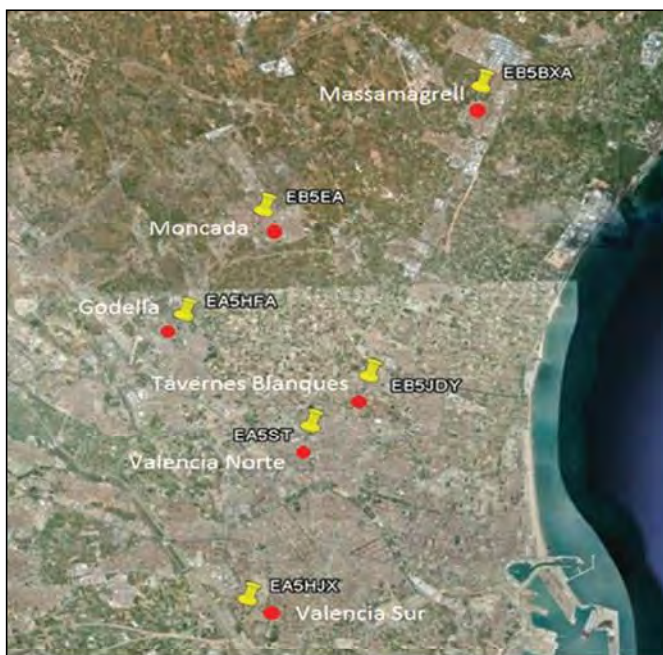 EB5BXA
Massamagrell
EB5EA
Moncada
Godella
EA5HFA
Tavernes Blanques
EB5JDY
EA5ST
Valencia Norte
EA5HJX
Valencia Sur